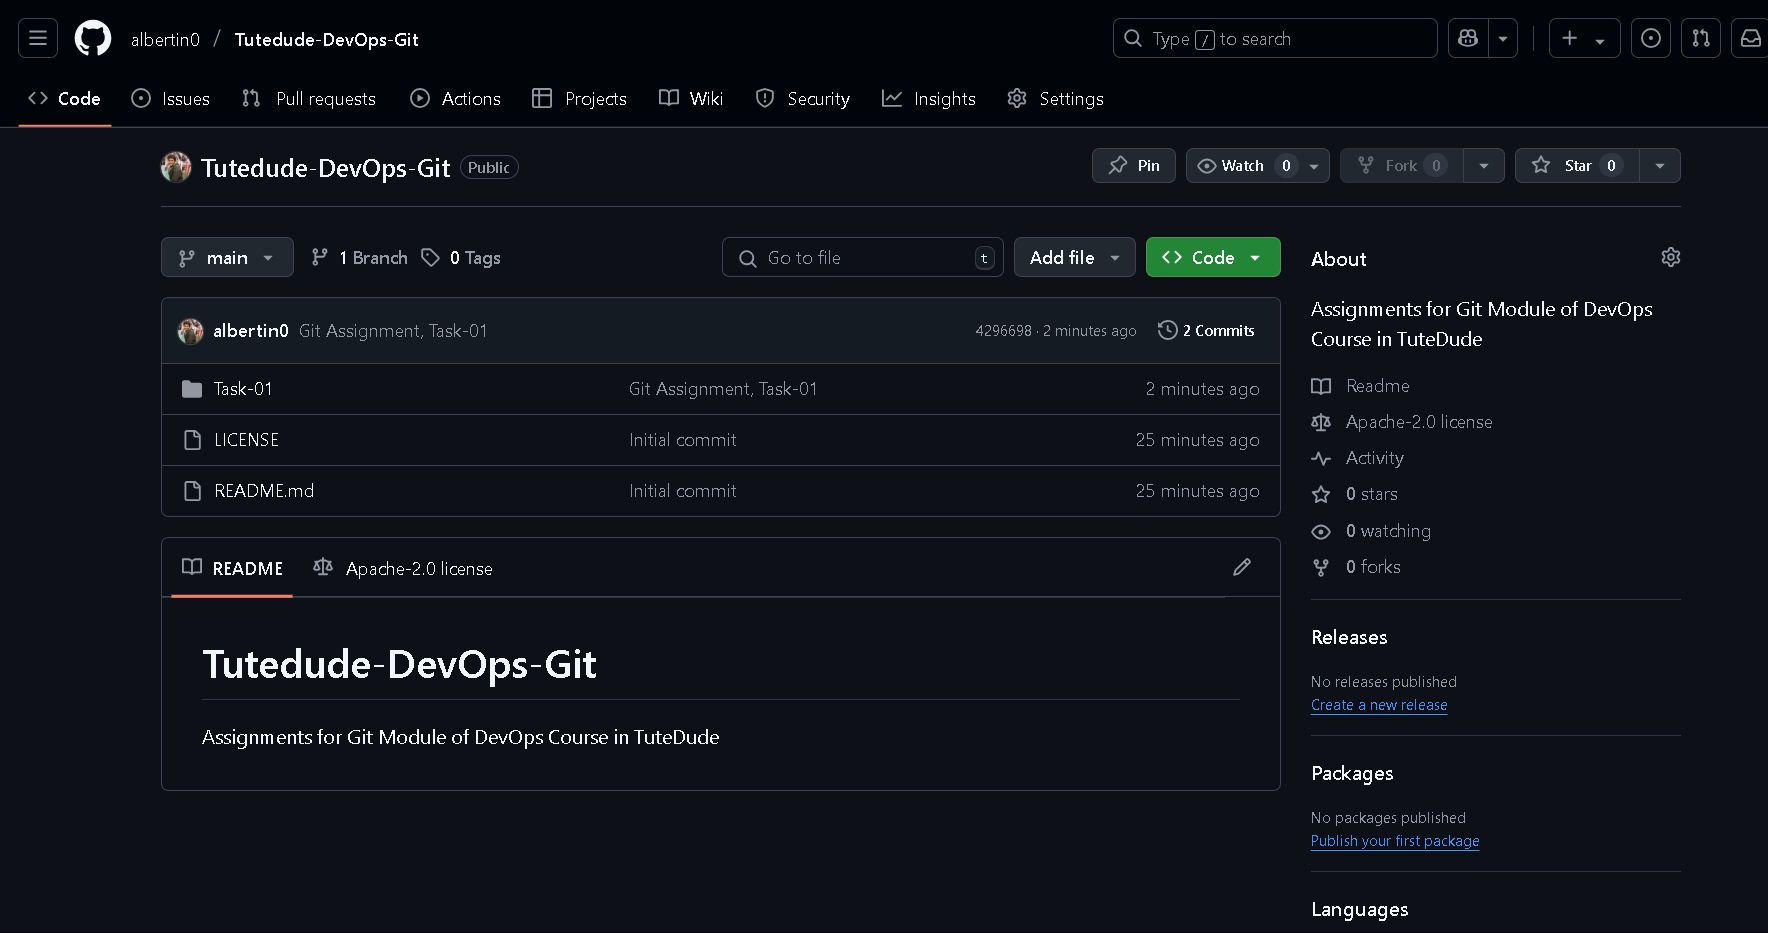 albertin0 / Tutedude-DevOps-Git
Type / to search
Code
Issues
Pull requests
Actions
Projects
Wiki
Security
Insights
Settings
Tutedude-DevOps-Git Public
Pin
Watch 0
Fork 0
Star 0
main
1 Branch
0 Tags
Go to file t
Add file
Code
albertin0 Git Assignment, Task-01 4296698 · 2 minutes ago 2 Commits
Task-01 Git Assignment, Task-01 2 minutes ago
LICENSE Initial commit 25 minutes ago
README.md Initial commit 25 minutes ago
README
Apache-2.0 license
Tutedude-DevOps-Git
Assignments for Git Module of DevOps Course in TuteDude
About
Assignments for Git Module of DevOps
Course in TuteDude
Readme
Apache-2.0 license
Activity
0 stars
0 watching
0 forks
Releases
No releases published
Create a new release
Packages
No packages published
Publish your first package
Languages